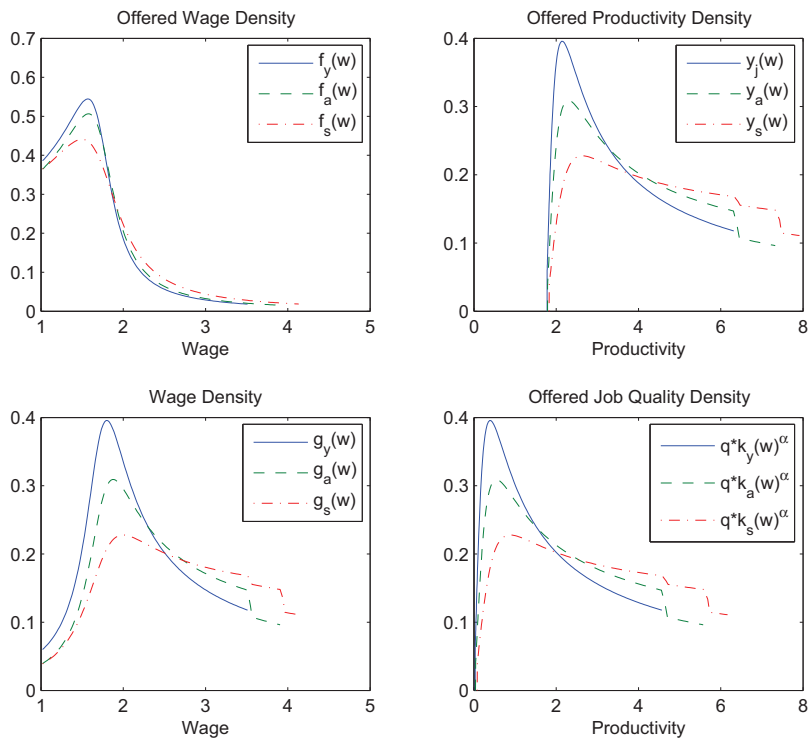 Offered Wage Density
0.7
0.6
0.5
0.4
0.3
0.2
0.1
0
1
2
3
4
5
Wage
f_y(w)
f_a(w)
f_s(w)
Offered Productivity Density
0.4
0.3
0.2
0.1
0
0
2
4
6
8
Productivity
y_j(w)
y_a(w)
y_s(w)
Wage Density
0.4
0.3
0.2
0.1
0
1
2
3
4
5
Wage
g_y(w)
g_a(w)
g_s(w)
Offered Job Quality Density
0.4
0.3
0.2
0.1
0
0
2
4
6
8
Productivity
q*k_y(w)^α
q*k_a(w)^α
q*k_s(w)^α